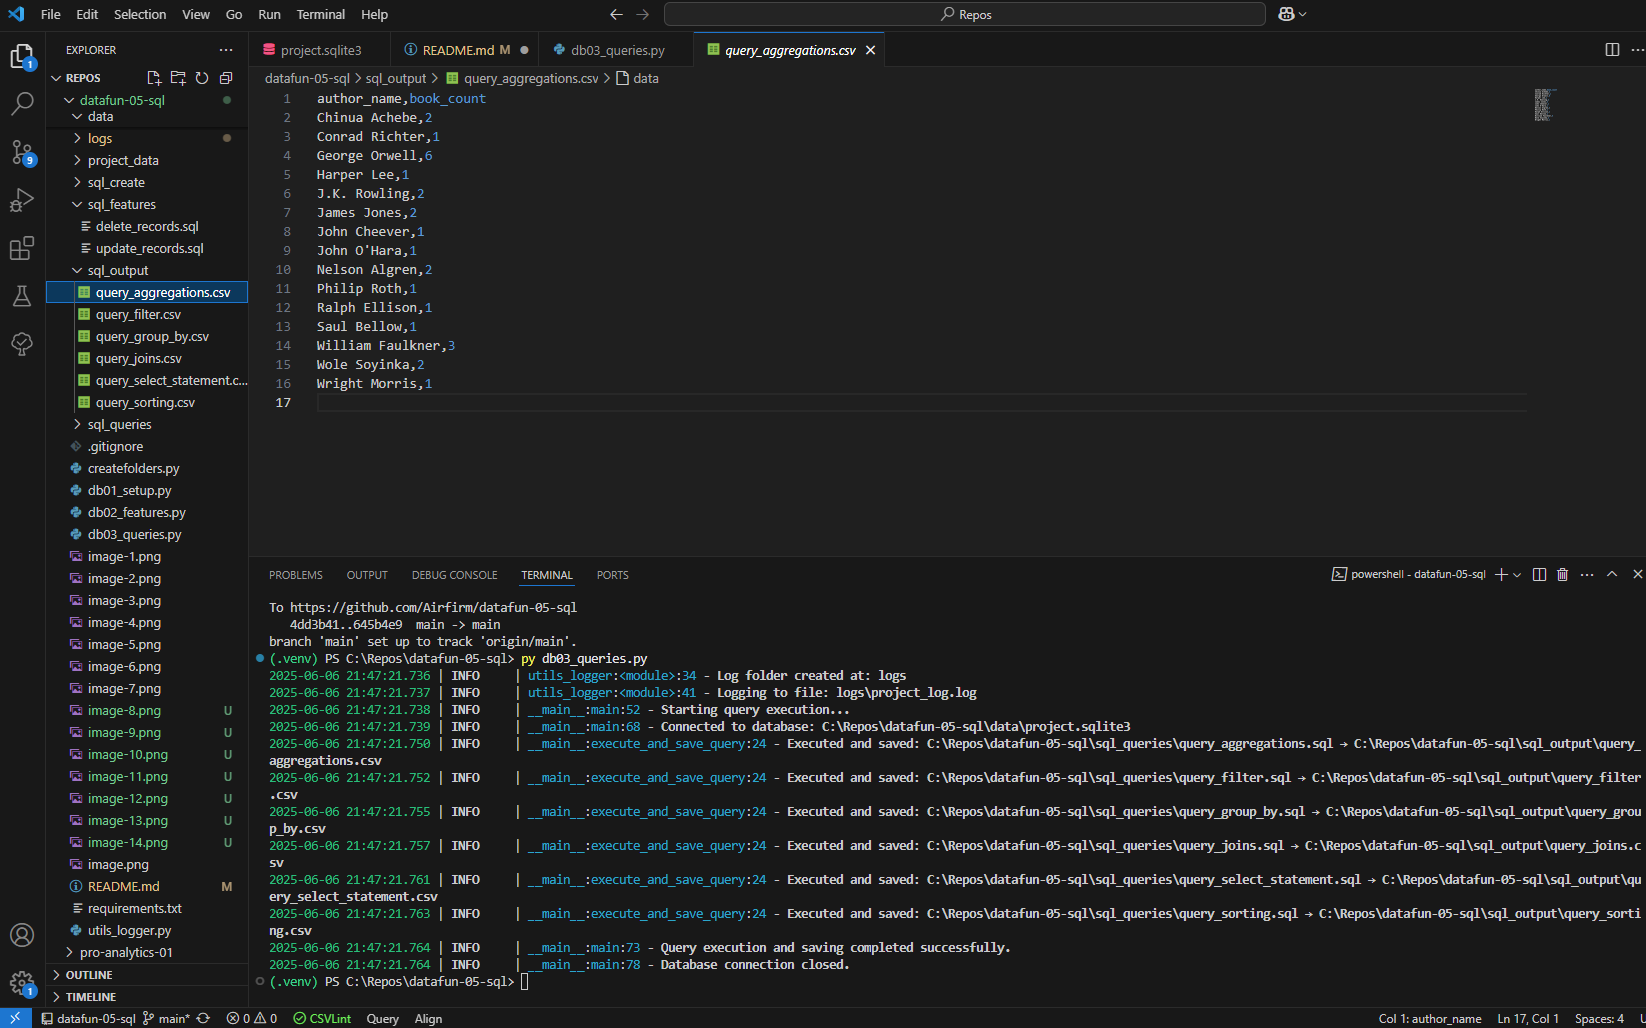 File Edit Selection View Go Run Terminal Help
Repos
EXPLORER
REPOS
datafun-05-sql
data
logs
project_data
sql_create
sql_features
delete_records.sql
update_records.sql
sql_output
query_aggregations.csv
query_filter.csv
query_group_by.csv
query_joins.csv
query_select_statement.c...
query_sorting.csv
sql_queries
.gitignore
createfolders.py
db01_setup.py
db02_features.py
db03_queries.py
image-1.png
image-2.png
image-3.png
image-4.png
image-5.png
image-6.png
image-7.png
image-8.png U
image-9.png U
image-10.png U
image-11.png U
image-12.png U
image-13.png U
image-14.png U
image.png
README.md M
requirements.txt
utils_logger.py
pro-analytics-01
OUTLINE
TIMELINE
1
9
1
project.sqlite3 README.md M db03_queries.py query_aggregations.csv
datafun-05-sql > sql_output > query_aggregations.csv > data
1 author_name,book_count
2 Chinua Achebe,2
3 Conrad Richter,1
4 George Orwell,6
5 Harper Lee,1
6 J.K. Rowling,2
7 James Jones,2
8 John Cheever,1
9 John O'Hara,1
10 Nelson Algren,2
11 Philip Roth,1
12 Ralph Ellison,1
13 Saul Bellow,1
14 William Faulkner,3
15 Wole Soyinka,2
16 Wright Morris,1
17
PROBLEMS OUTPUT DEBUG CONSOLE TERMINAL PORTS
powershell - datafun-05-sql
To https://github.com/Airfirm/datafun-05-sql
4dd3b41..645b4e9 main -> main
branch 'main' set up to track 'origin/main'.
(.venv) PS C:\Repos\datafun-05-sql> py db03_queries.py
2025-06-06 21:47:21.736 | INFO | utils_logger:<module>:34 - Log folder created at: logs
2025-06-06 21:47:21.737 | INFO | utils_logger:<module>:41 - Logging to file: logs\project_log.log
2025-06-06 21:47:21.738 | INFO | __main__:main:52 - Starting query execution...
2025-06-06 21:47:21.739 | INFO | __main__:main:68 - Connected to database: C:\Repos\datafun-05-sql\data\project.sqlite3
2025-06-06 21:47:21.750 | INFO | __main__:execute_and_save_query:24 - Executed and saved: C:\Repos\datafun-05-sql\sql_queries\query_aggregations.sql → C:\Repos\datafun-05-sql\sql_output\query_
aggregations.csv
2025-06-06 21:47:21.752 | INFO | __main__:execute_and_save_query:24 - Executed and saved: C:\Repos\datafun-05-sql\sql_queries\query_filter.sql → C:\Repos\datafun-05-sql\sql_output\query_filter
.csv
2025-06-06 21:47:21.755 | INFO | __main__:execute_and_save_query:24 - Executed and saved: C:\Repos\datafun-05-sql\sql_queries\query_group_by.sql → C:\Repos\datafun-05-sql\sql_output\query_grou
p_by.csv
2025-06-06 21:47:21.757 | INFO | __main__:execute_and_save_query:24 - Executed and saved: C:\Repos\datafun-05-sql\sql_queries\query_joins.sql → C:\Repos\datafun-05-sql\sql_output\query_joins.c
sv
2025-06-06 21:47:21.761 | INFO | __main__:execute_and_save_query:24 - Executed and saved: C:\Repos\datafun-05-sql\sql_queries\query_select_statement.sql → C:\Repos\datafun-05-sql\sql_output\qu
ery_select_statement.csv
2025-06-06 21:47:21.763 | INFO | __main__:execute_and_save_query:24 - Executed and saved: C:\Repos\datafun-05-sql\sql_queries\query_sorting.sql → C:\Repos\datafun-05-sql\sql_output\query_sorti
ng.csv
2025-06-06 21:47:21.764 | INFO | __main__:main:73 - Query execution and saving completed successfully.
2025-06-06 21:47:21.764 | INFO | __main__:main:78 - Database connection closed.
(.venv) PS C:\Repos\datafun-05-sql>
datafun-05-sql main* 0 0 CSVLint Query Align Col 1: author_name Ln 17, Col 1 Spaces: 4